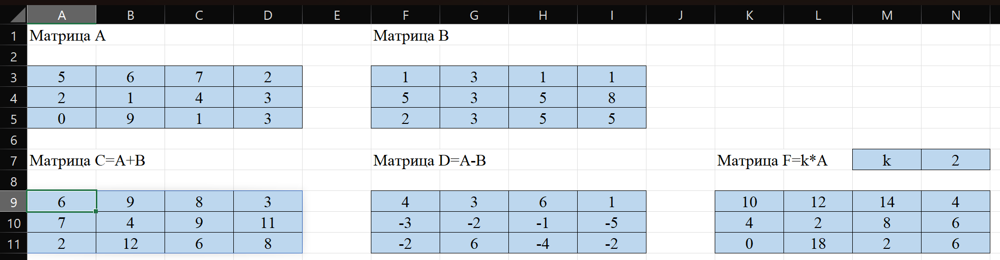 A B C D E F G H I J K L M N
1 Матрица А Матрица В
2
3 5 6 7 2 1 3 1 1
4 2 1 4 3 5 3 5 8
5 0 9 1 3 2 3 5 5
6
7 Матрица С=А+В Матрица D=A-B Матрица F=k*A k 2
8
9 6 9 8 3 4 3 6 1 10 12 14 4
10 7 4 9 11 -3 -2 -1 -5 4 2 8 6
11 2 12 6 8 -2 6 -4 -2 0 18 2 6